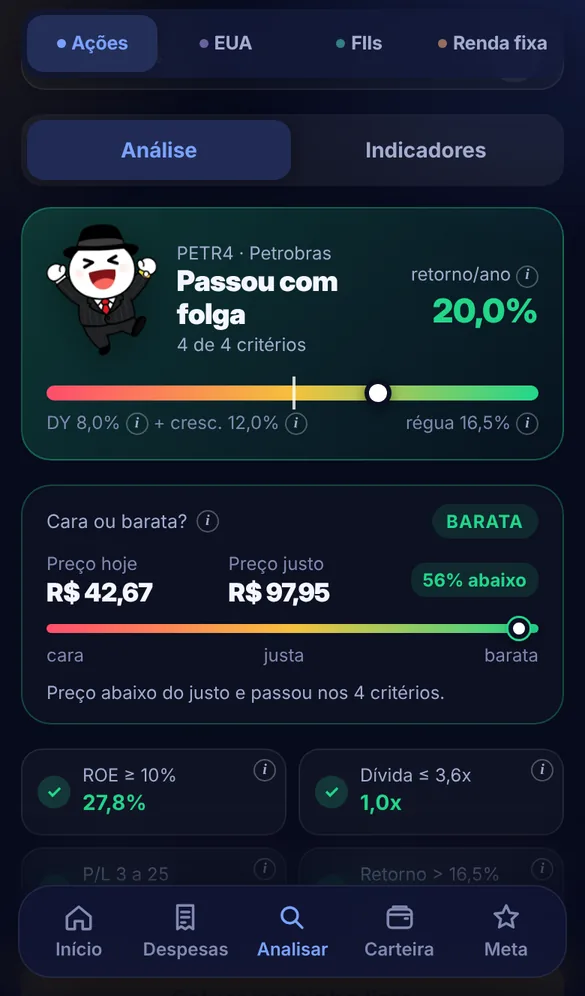 Ações
EUA
FIIs
Renda fixa
Análise
Indicadores
PETR4 · Petrobras
Passou com
folga
4 de 4 critérios
retorno/ano i
20,0%
DY 8,0% i + cresc. 12,0% i
régua 16,5% i
Cara ou barata? i
BARATA
Preço hoje
R$ 42,67
Preço justo
R$ 97,95
56% abaixo
cara
justa
barata
Preço abaixo do justo e passou nos 4 critérios.
ROE ≥ 10% i
27,8%
Dívida ≤ 3,6x i
1,0x
P/L 3 a 25 i
Retorno > 16,5% i
Início
Despesas
Analisar
Carteira
Meta